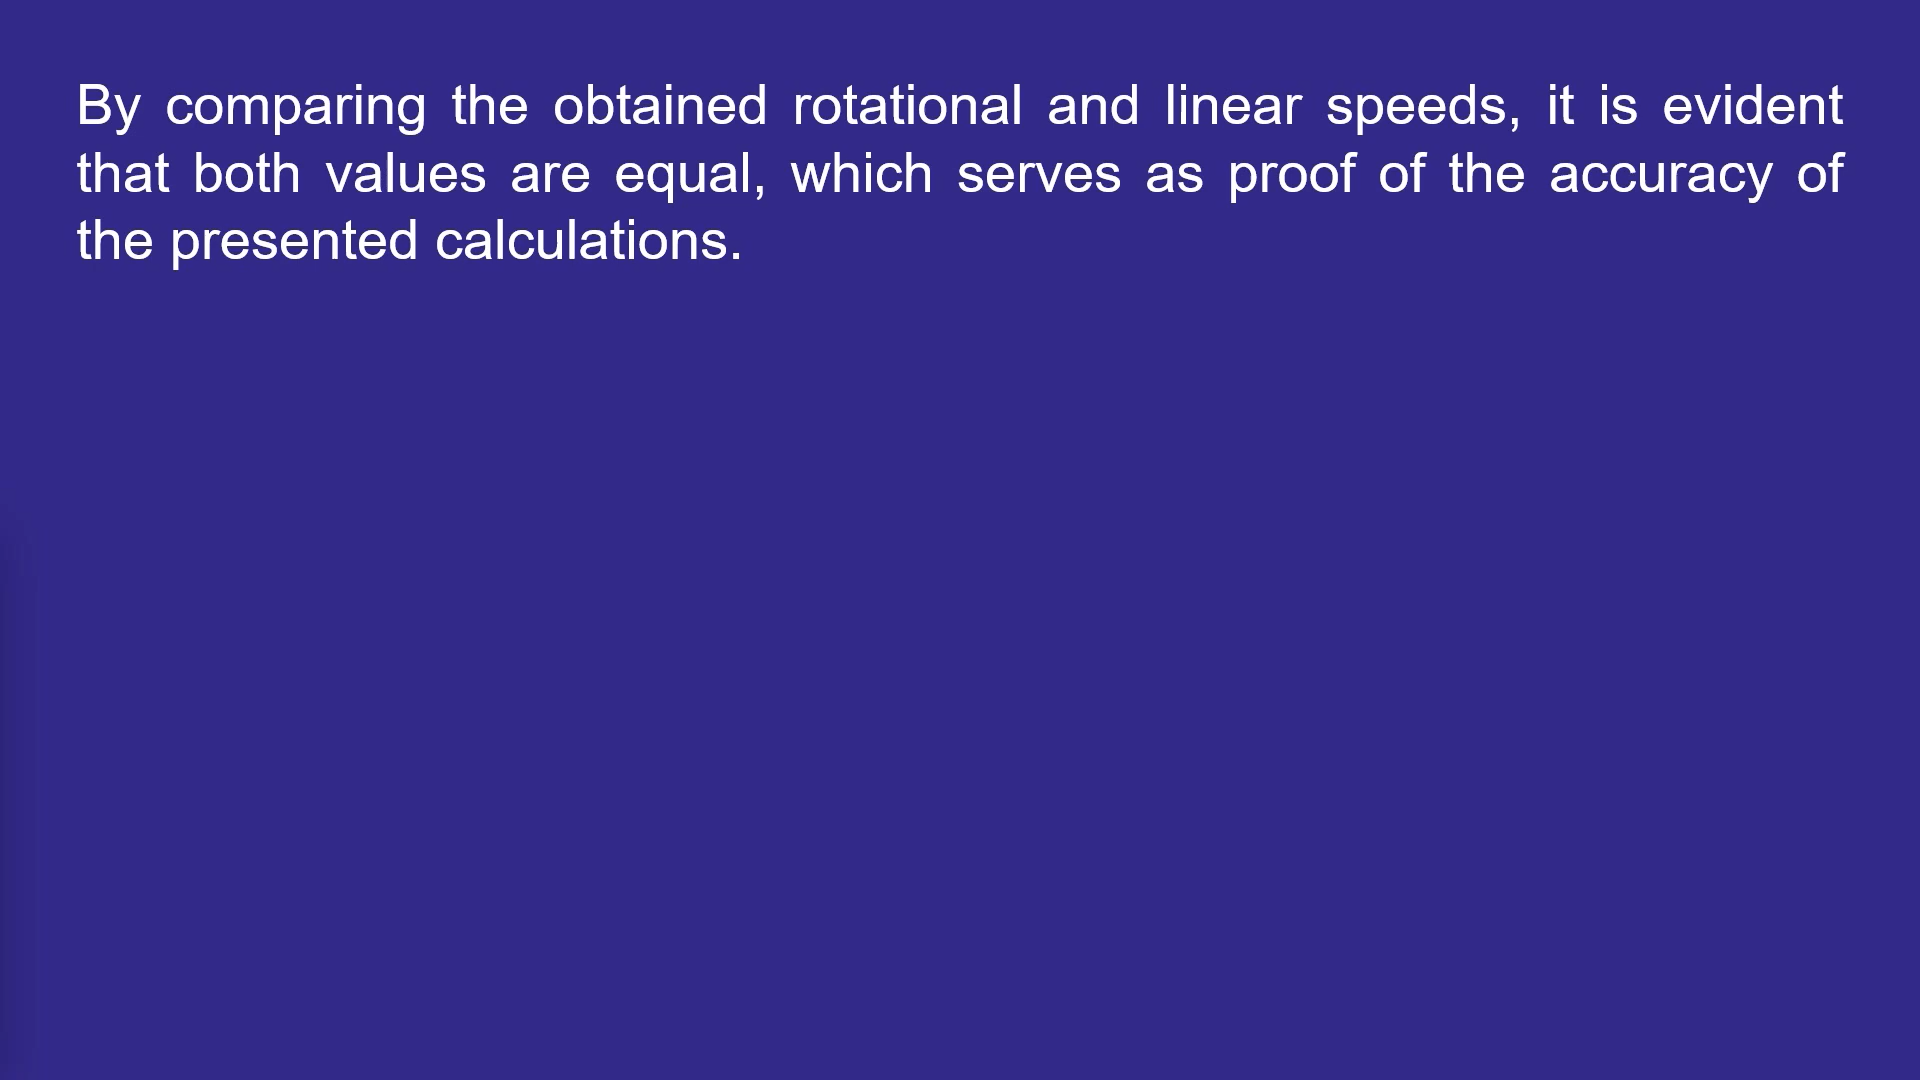 By comparing the obtained rotational and linear speeds, it is evident
that both values are equal, which serves as proof of the accuracy of
the presented calculations.